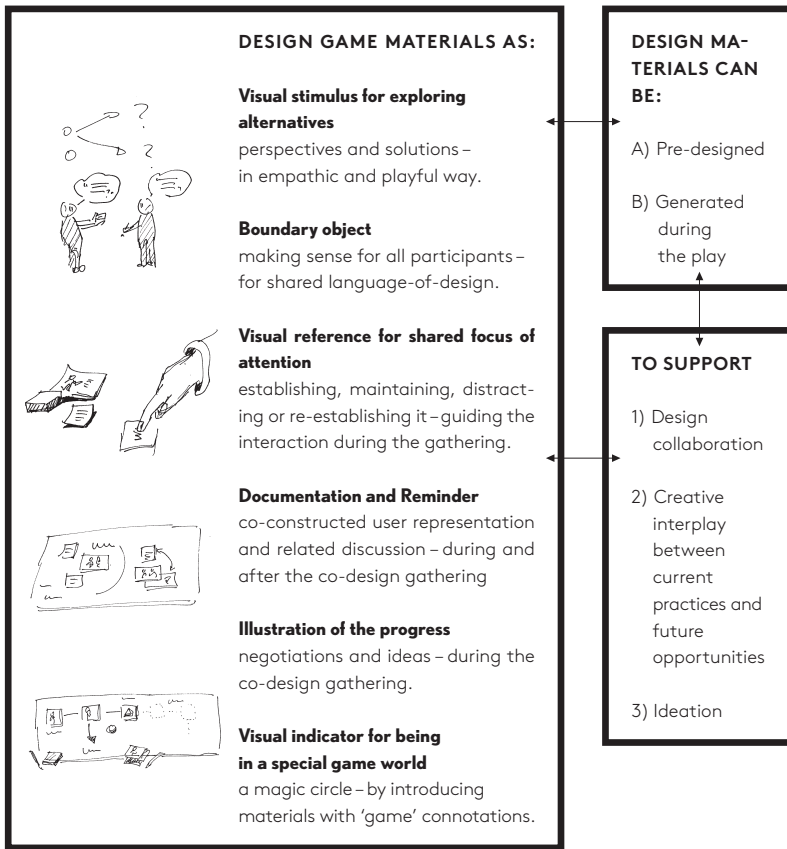 DESIGN GAME MATERIALS AS:
Visual stimulus for exploring
alternatives
perspectives and solutions –
in empathic and playful way.
Boundary object
making sense for all participants –
for shared language-of-design.
Visual reference for shared focus of
attention
establishing, maintaining, distract-
ing or re-establishing it – guiding the
interaction during the gathering.
Documentation and Reminder
co-constructed user representation
and related discussion – during and
after the co-design gathering
Illustration of the progress
negotiations and ideas – during the
co-design gathering.
Visual indicator for being
in a special game world
a magic circle – by introducing
materials with ‘game’ connotations.
DESIGN MA-
TERIALS CAN
BE:
A) Pre-designed
B) Generated
during
the play
TO SUPPORT
1) Design
collaboration
2) Creative
interplay
between
current
practices and
future
opportunities
3) Ideation
? 
?